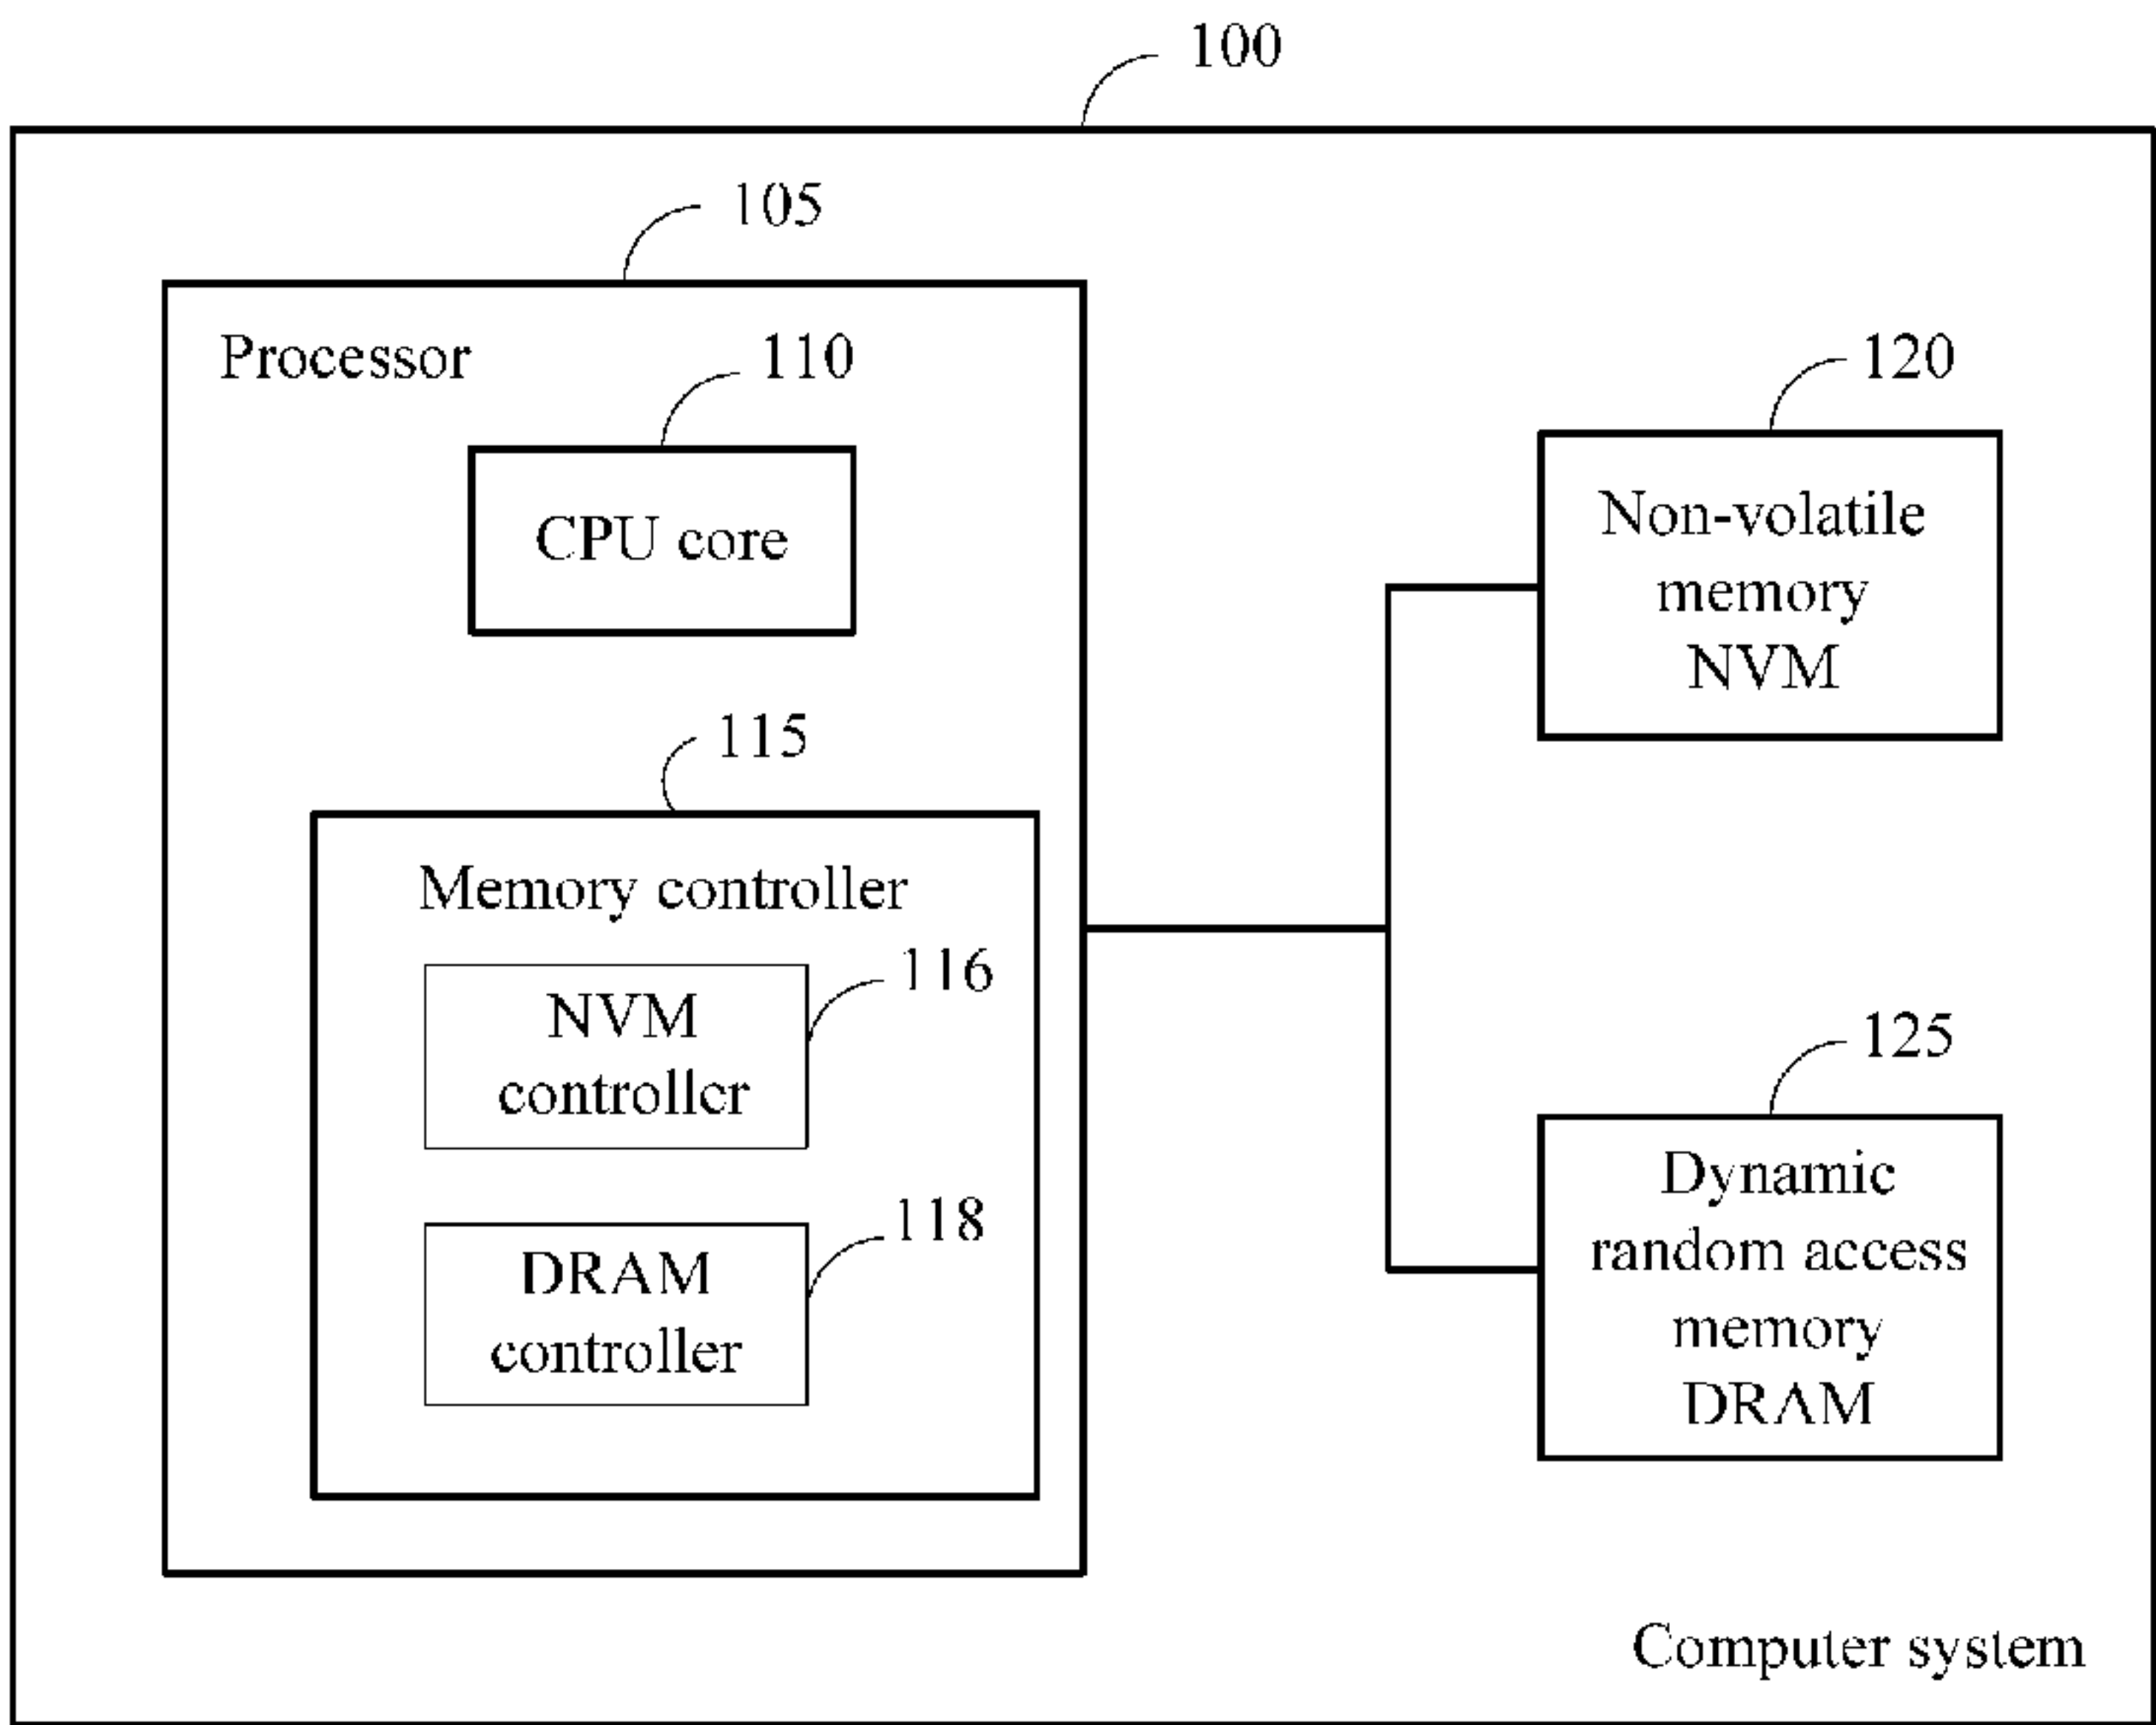 100
105
Processor
110
CPU core
115
Memory controller
116
NVM
controller
118
DRAM
controller
120
Non-volatile
memory
NVM
125
Dynamic
random access
memory
DRAM
Computer system